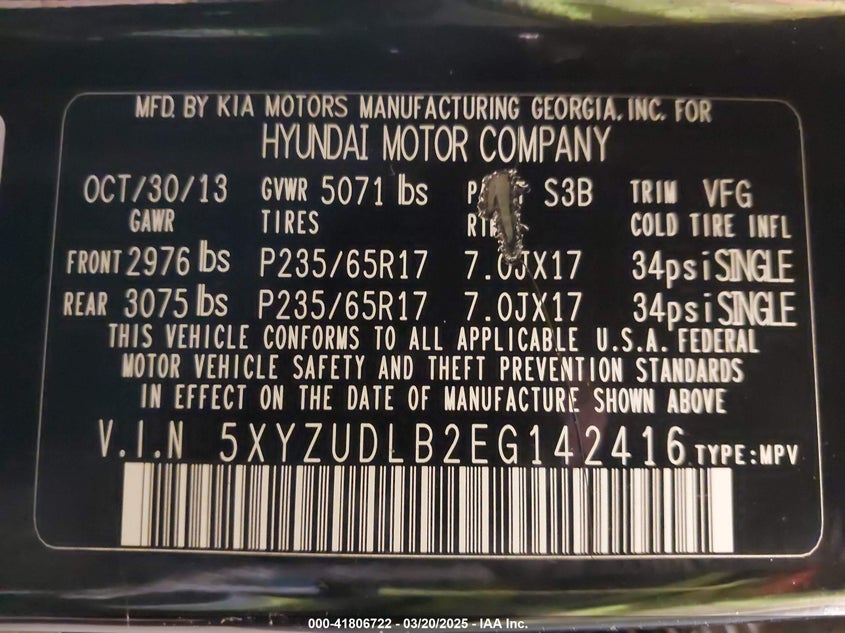 MFD. BY KIA MOTORS MANUFACTURING GEORGIA, INC. FOR
HYUNDAI MOTOR COMPANY
OCT/30/13 GVWR 5071 lbs S3B TRIM VFG
GAWR TIRES COLD TIRE INFL
FRONT 2976 lbs P235/65R17 7.0JX17 34psi SINGLE
REAR 3075 lbs P235/65R17 7.0JX17 34psi SINGLE
THIS VEHICLE CONFORMS TO ALL APPLICABLE U.S.A. FEDERAL
MOTOR VEHICLE SAFETY AND THEFT PREVENTION STANDARDS
IN EFFECT ON THE DATE OF MANUFACTURE SHOWN ABOVE
V.I.N 5XYZUDLB2EG142416 TYPE:MPV
000-41806722 - 03/20/2025 - IAA Inc.